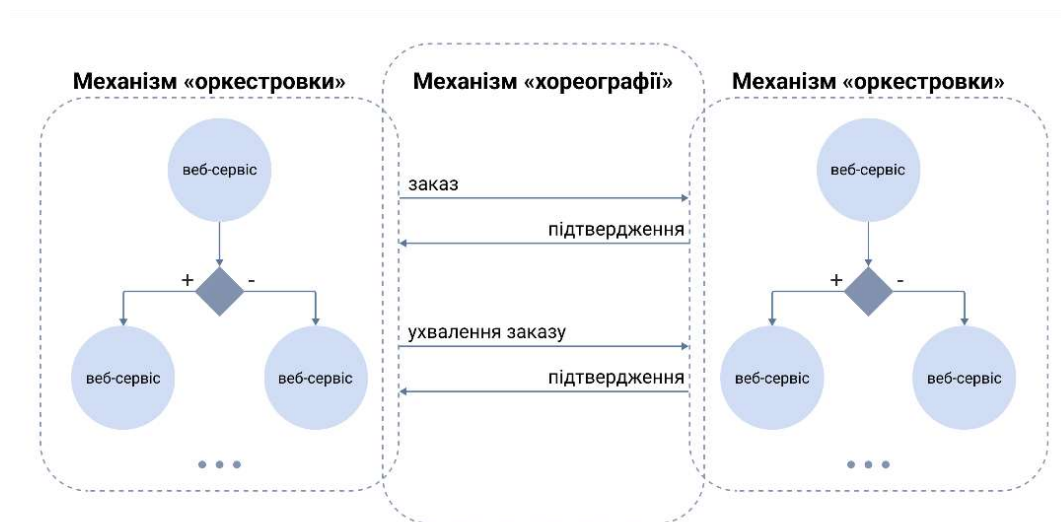 Механізм «оркестровки»
Механізм «хореографії»
Механізм «оркестровки»
веб-сервіс
веб-сервіс
заказ
підтвердження
+
-
+
-
ухвалення заказу
підтвердження
веб-сервіс
веб-сервіс
веб-сервіс
веб-сервіс